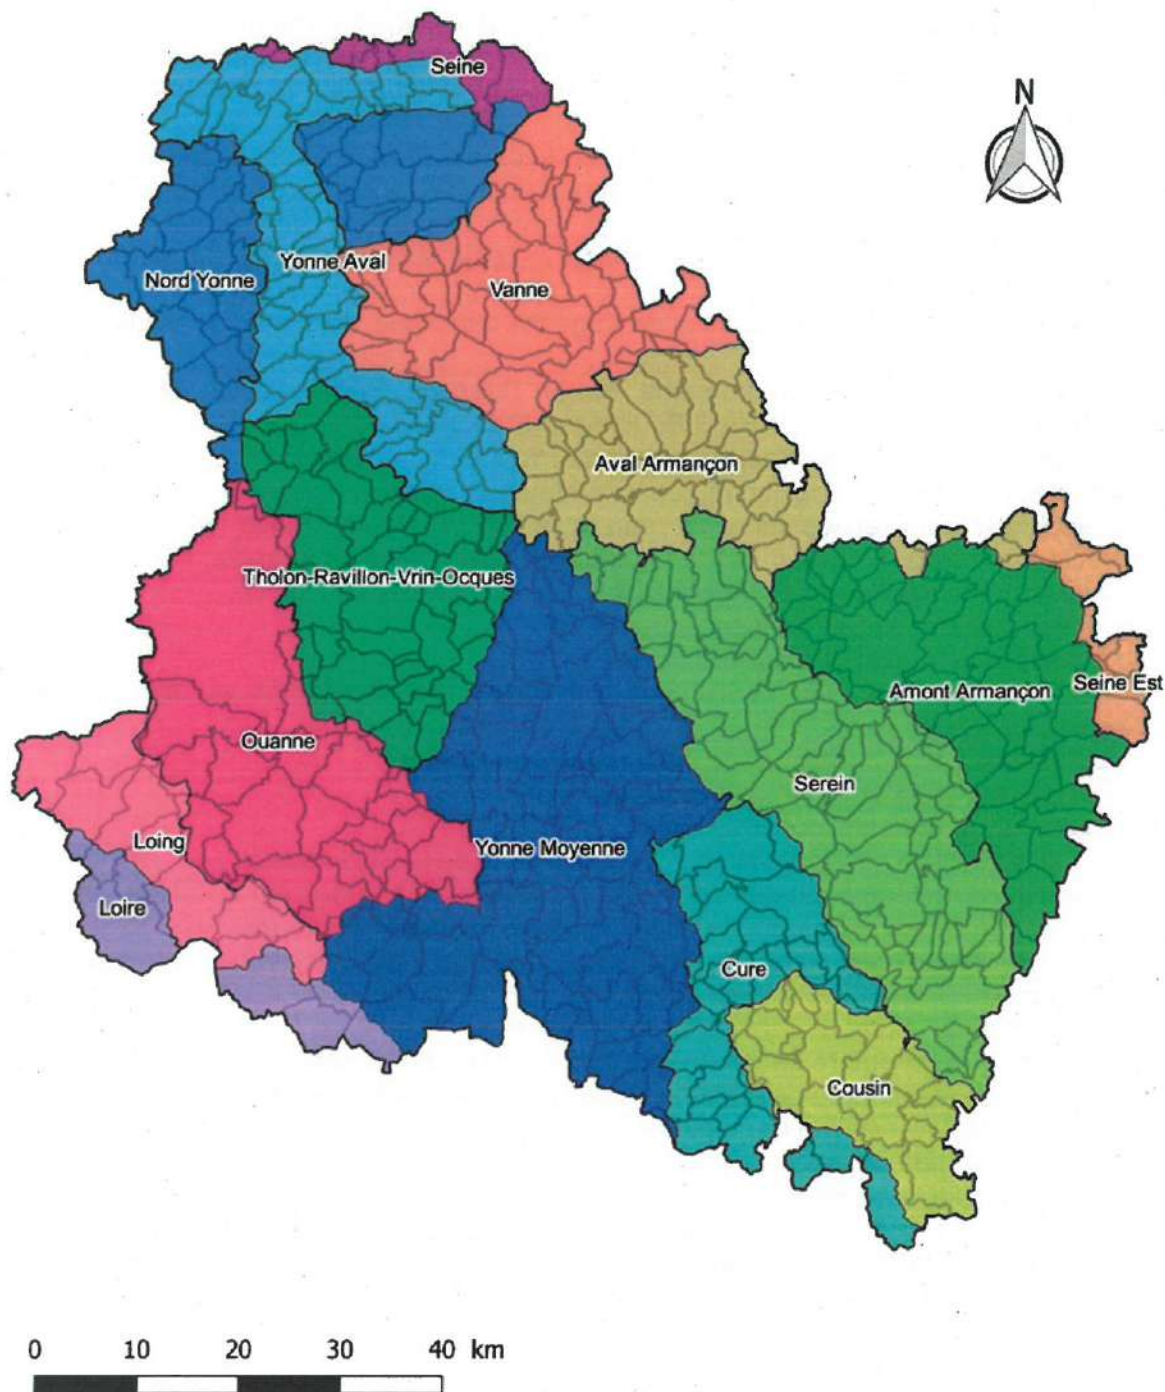 Seine
N
Nord Yonne
Yonne Aval
Vanne
Aval Armançon
Tholon-Ravillon-Vrin-Ocques
Amont Armançon
Seine Est
Ouanne
Serein
Loing
Yonne Moyenne
Loire
Cure
Cousin
0 10 20 30 40 km